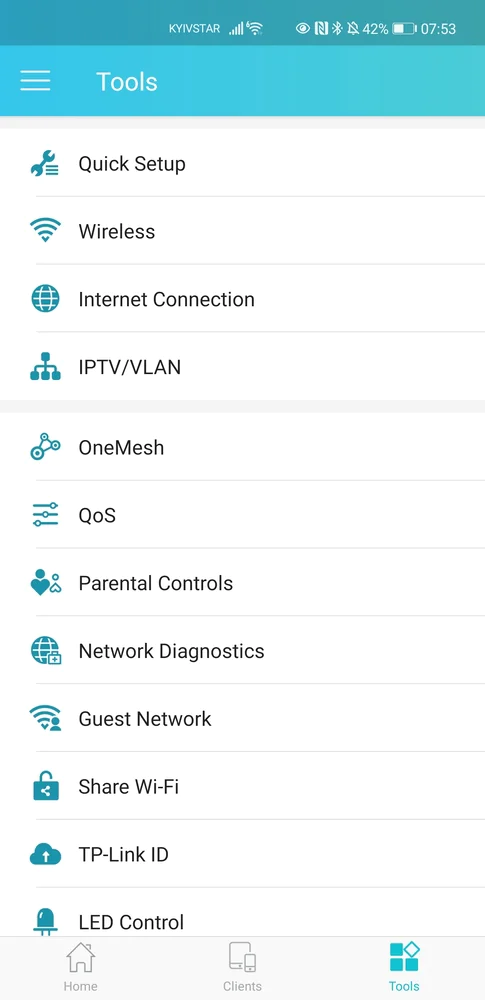 KYIVSTAR 42% 07:53
Tools
Quick Setup
Wireless
Internet Connection
IPTV/VLAN
OneMesh
QoS
Parental Controls
Network Diagnostics
Guest Network
Share Wi-Fi
TP-Link ID
LED Control
Home Clients Tools